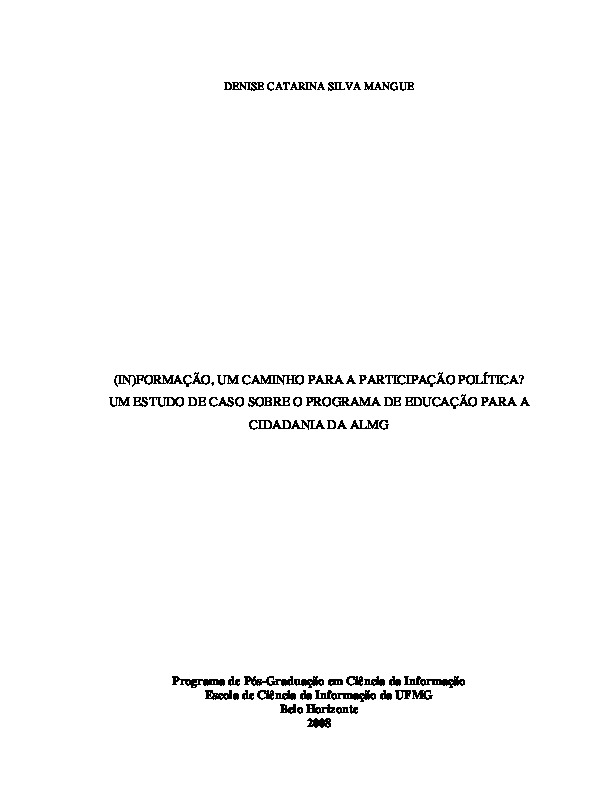 DENISE CATARINA SILVA MANGUE
(IN)FORMAÇÃO, UM CAMINHO PARA A PARTICIPAÇÃO POLÍTICA?
UM ESTUDO DE CASO SOBRE O PROGRAMA DE EDUCAÇÃO PARA A
CIDADANIA DA ALMG
Programa de Pós-Graduação em Ciência da Informação
Escola de Ciência da Informação da UFMG
Belo Horizonte
2008